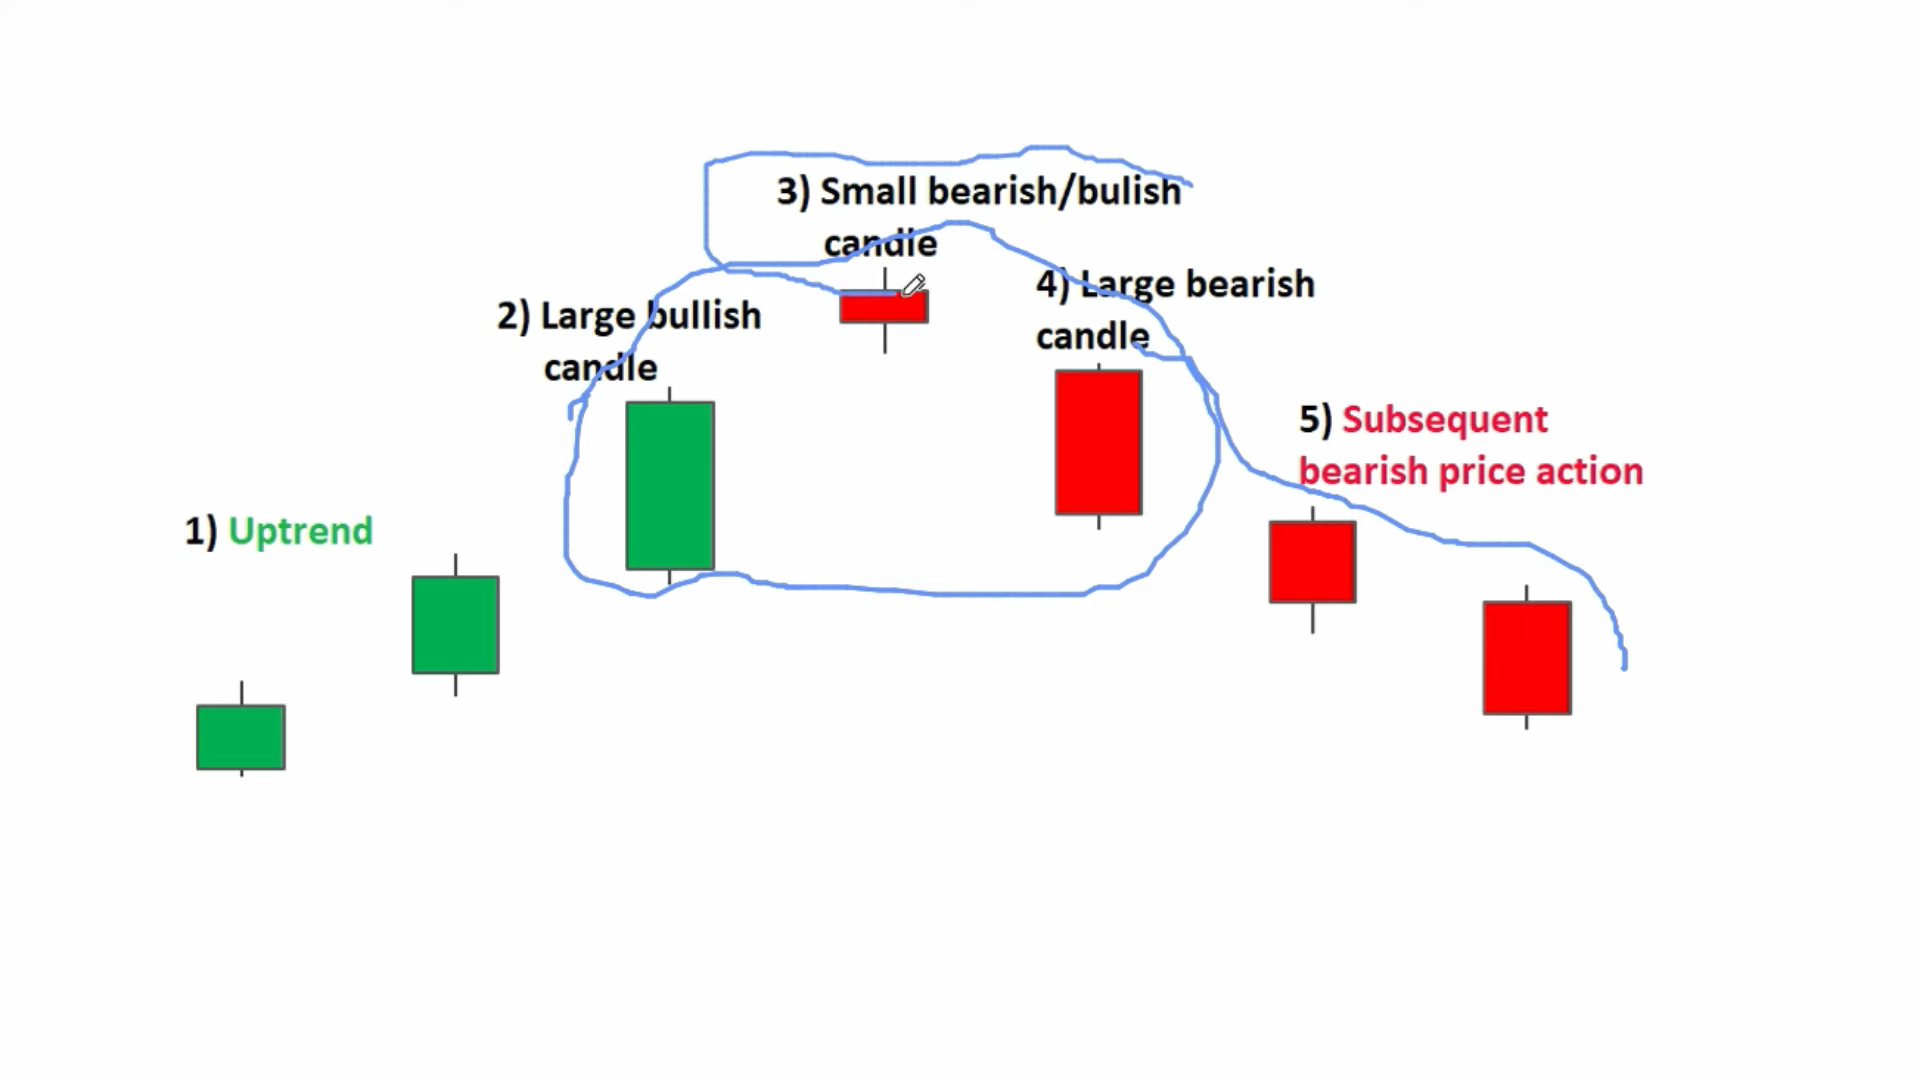 1) Uptrend
2) Large bullish
candle
3) Small bearish/bulish
candle
4) Large bearish
candle
5) Subsequent
bearish price action